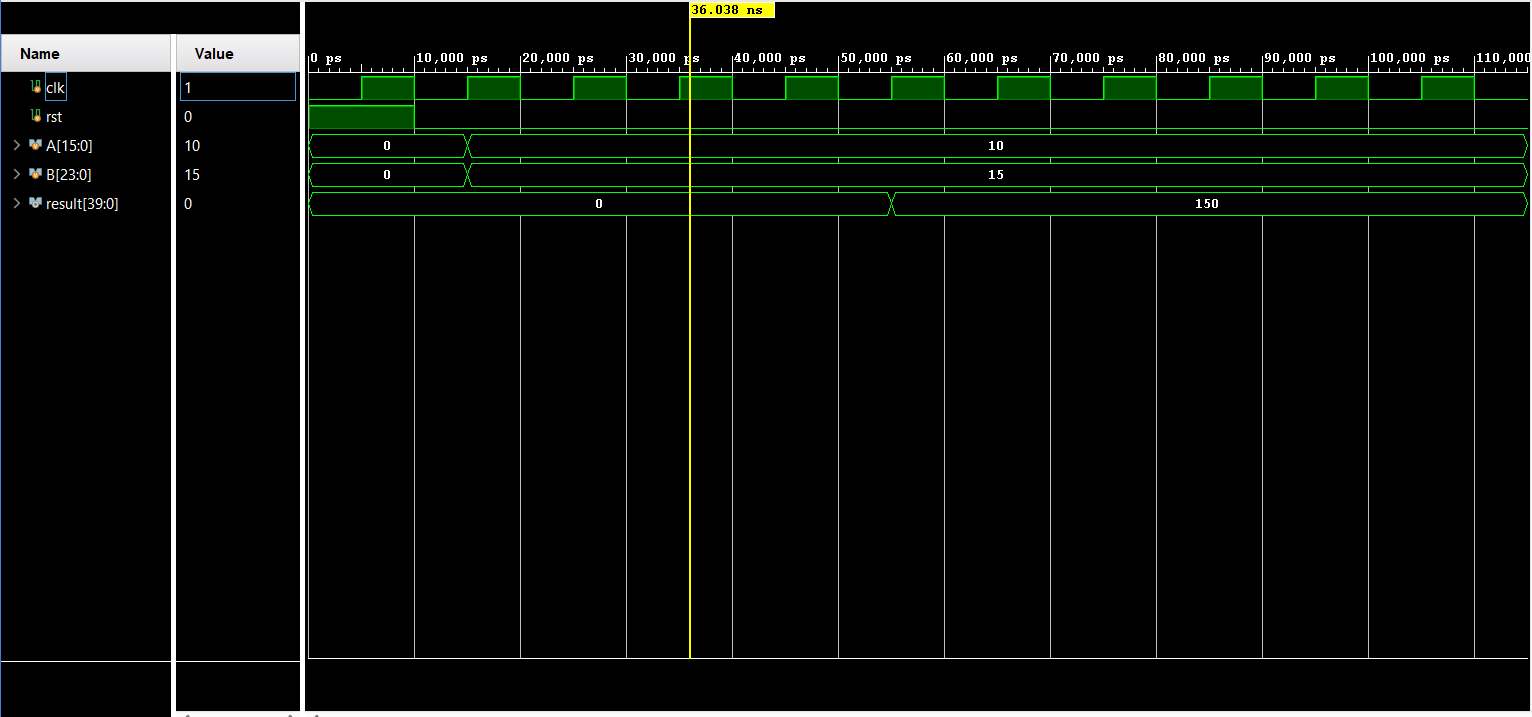 36.038 ns
Name Value
0 ps 10,000 ps 20,000 ps 30,000 ps 40,000 ps 50,000 ps 60,000 ps 70,000 ps 80,000 ps 90,000 ps 100,000 ps 110,000
clk 1
rst 0
A[15:0] 10 0 10
B[23:0] 15 0 15
result[39:0] 0 0 150